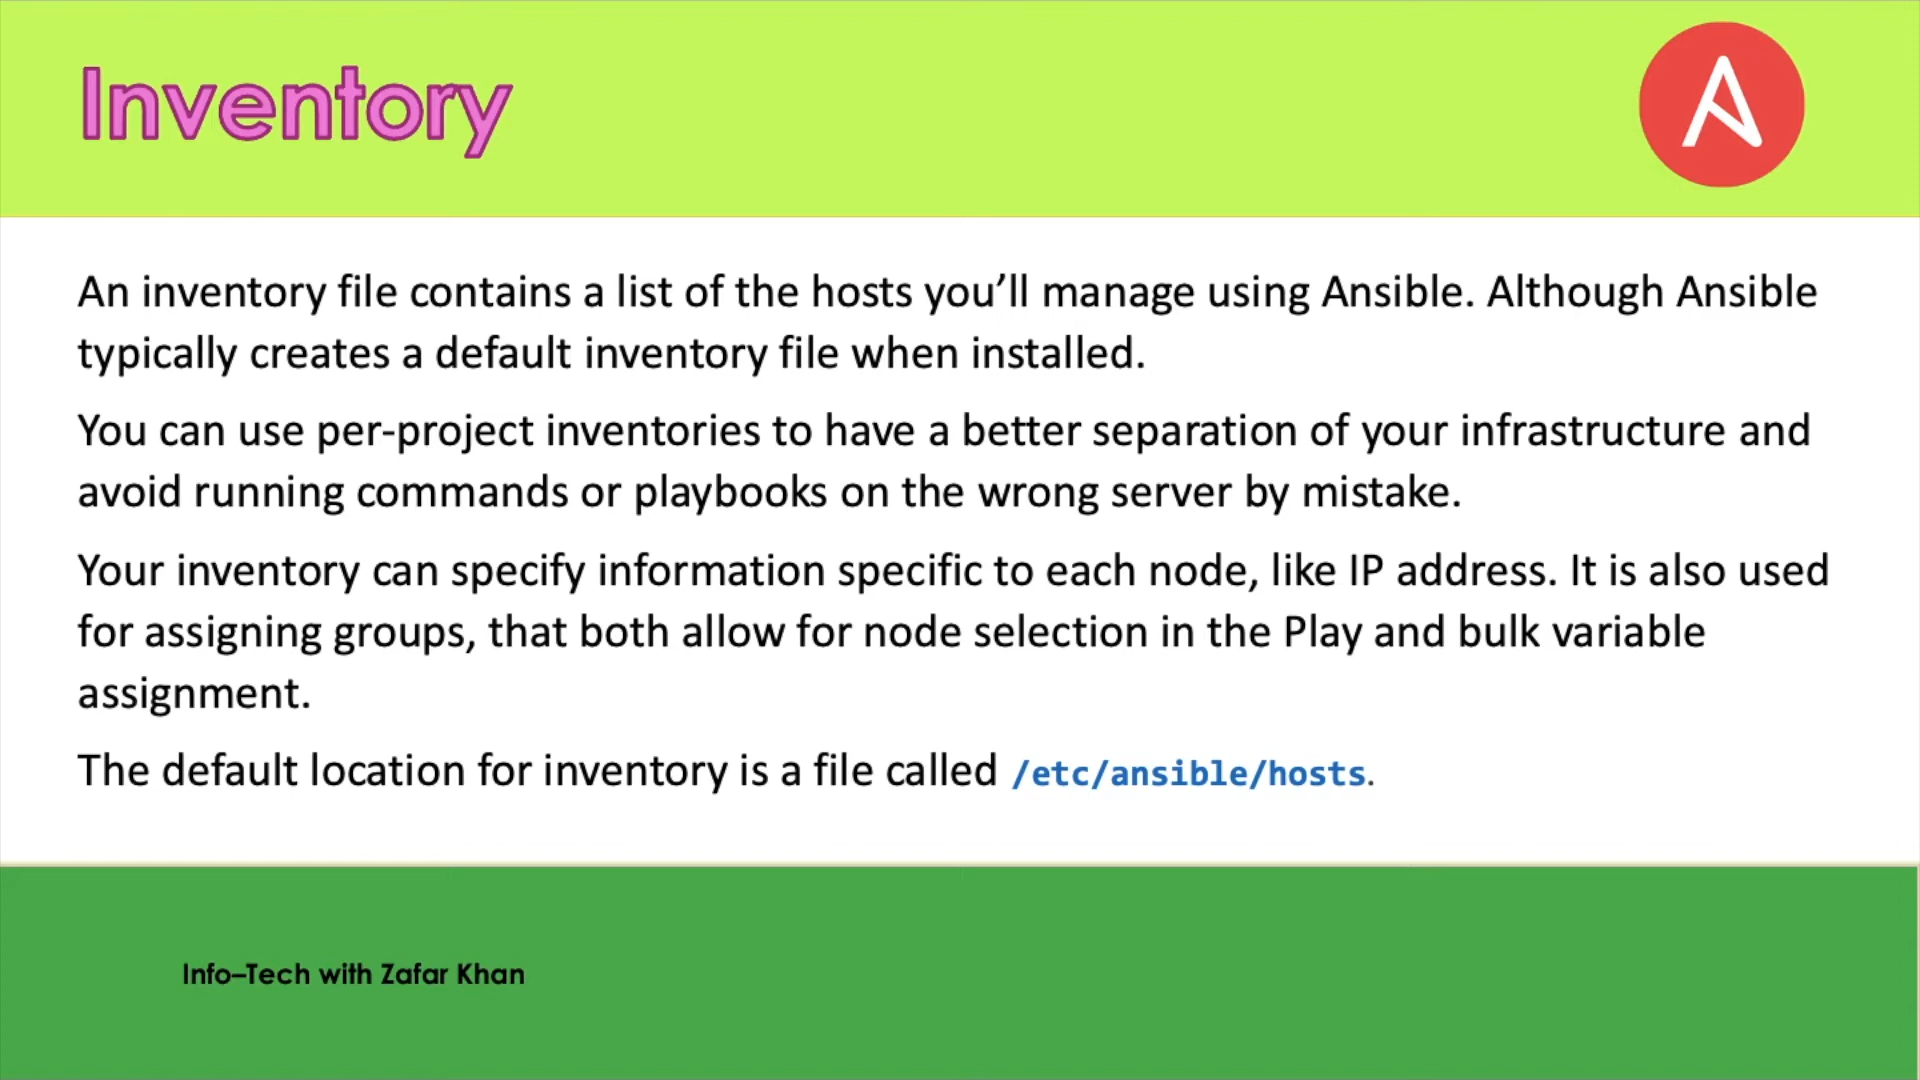 Inventory
An inventory file contains a list of the hosts you’ll manage using Ansible. Although Ansible
typically creates a default inventory file when installed.
You can use per-project inventories to have a better separation of your infrastructure and
avoid running commands or playbooks on the wrong server by mistake.
Your inventory can specify information specific to each node, like IP address. It is also used
for assigning groups, that both allow for node selection in the Play and bulk variable
assignment.
The default location for inventory is a file called /etc/ansible/hosts.
Info–Tech with Zafar Khan